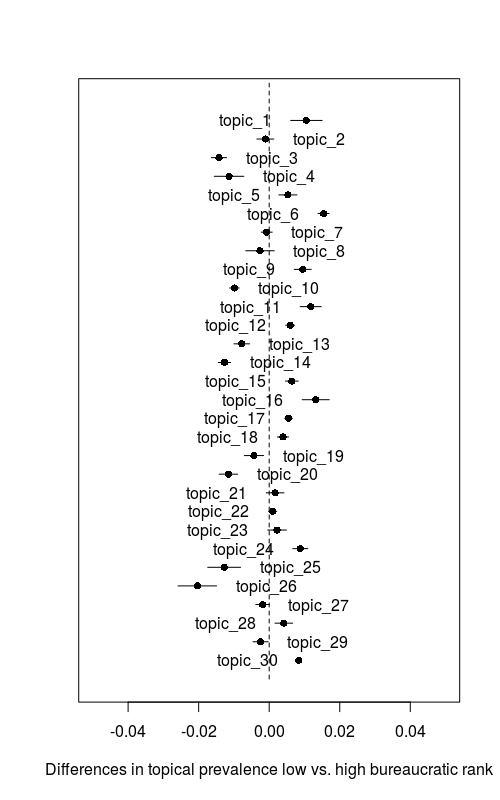 topic_1
topic_2
topic_3
topic_4
topic_5
topic_6
topic_7
topic_8
topic_9
topic_10
topic_11
topic_12
topic_13
topic_14
topic_15
topic_16
topic_17
topic_18
topic_19
topic_20
topic_21
topic_22
topic_23
topic_24
topic_25
topic_26
topic_27
topic_28
topic_29
topic_30
-0.04 -0.02 0.00 0.02 0.04
Differences in topical prevalence low vs. high bureaucratic rank